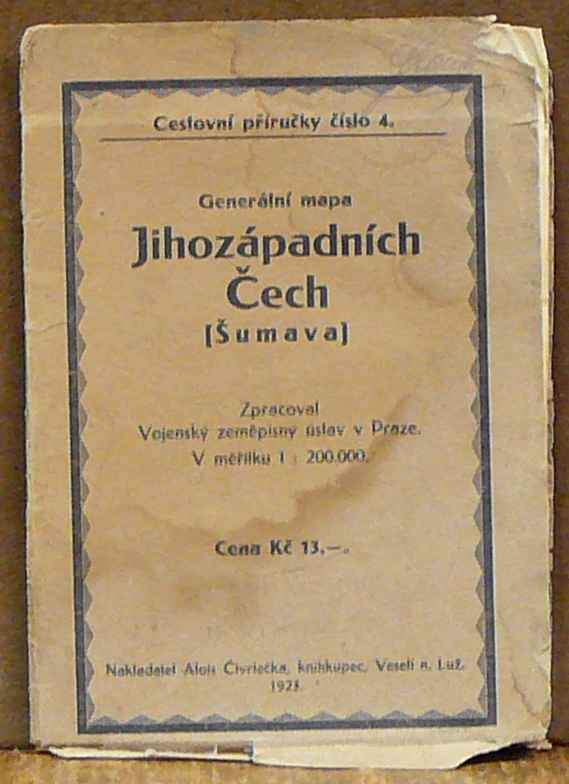 Cestovní příručky číslo 4.
Generální mapa
Jihozápadních
Čech
(Šumava)
Zpracoval
Vojenský zeměpisný ústav v Praze.
V měřítku 1 : 200.000.
Cena Kč 13.–.
Nakladatel Alois Čtvrtečka, knihkupec, Veselí n. Luž.